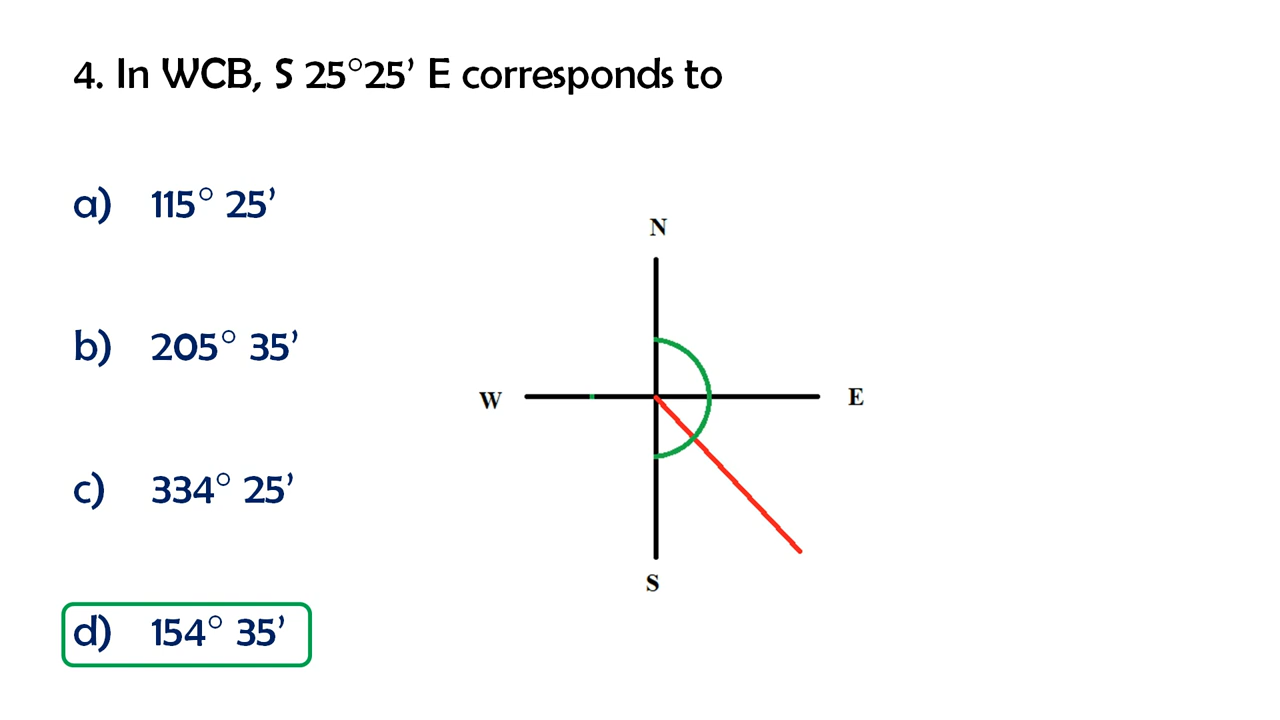 4. In WCB, S 25°25’ E corresponds to
a) 115° 25’
b) 205° 35’
c) 334° 25’
d) 154° 35’
N
W
E
S